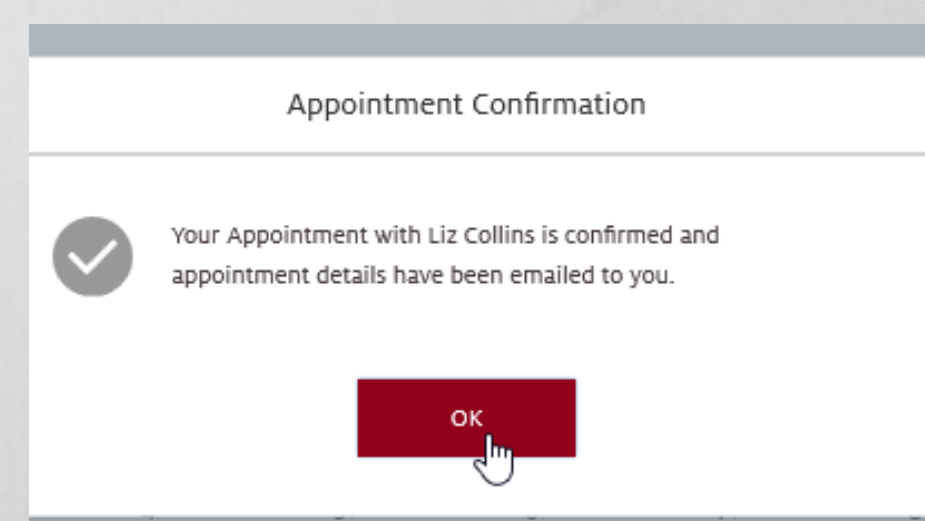 Appointment Confirmation
Your Appointment with Liz Collins is confirmed and
appointment details have been emailed to you.
OK